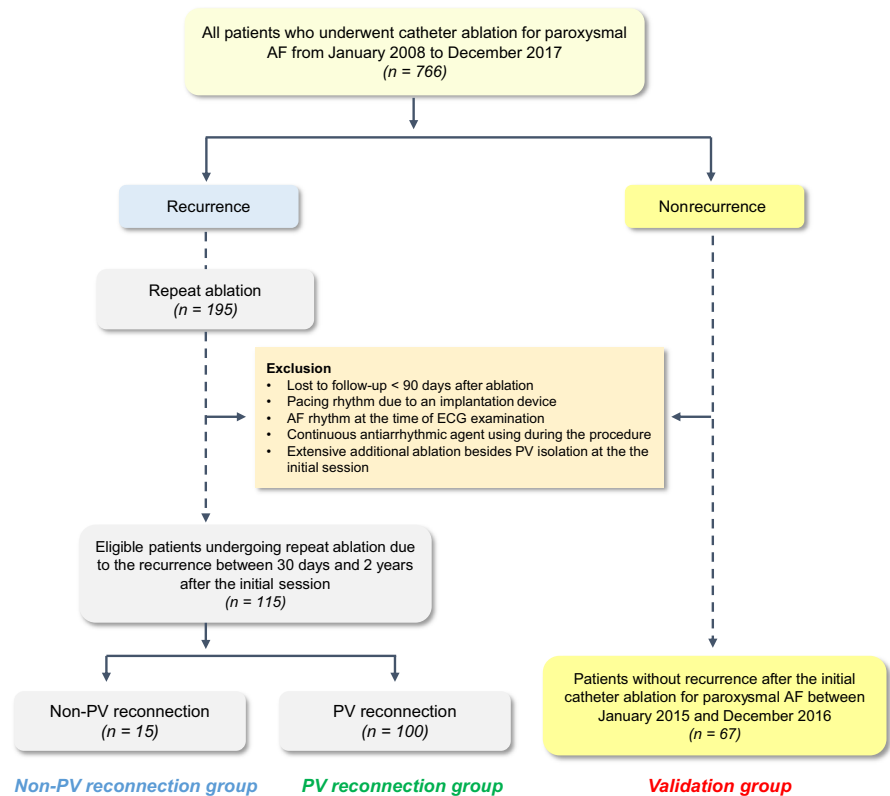 All patients who underwent catheter ablation for paroxysmal
AF from January 2008 to December 2017
(n = 766)
Recurrence
Nonrecurrence
Repeat ablation
(n = 195)
Exclusion
• Lost to follow-up < 90 days after ablation
• Pacing rhythm due to an implantation device
• AF rhythm at the time of ECG examination
• Continuous antiarrhythmic agent using during the procedure
• Extensive additional ablation besides PV isolation at the the
initial session
Eligible patients undergoing repeat ablation due
to the recurrence between 30 days and 2 years
after the initial session
(n = 115)
Non-PV reconnection
(n = 15)
PV reconnection
(n = 100)
Patients without recurrence after the initial
catheter ablation for paroxysmal AF between
January 2015 and December 2016
(n = 67)
Non-PV reconnection group
PV reconnection group
Validation group